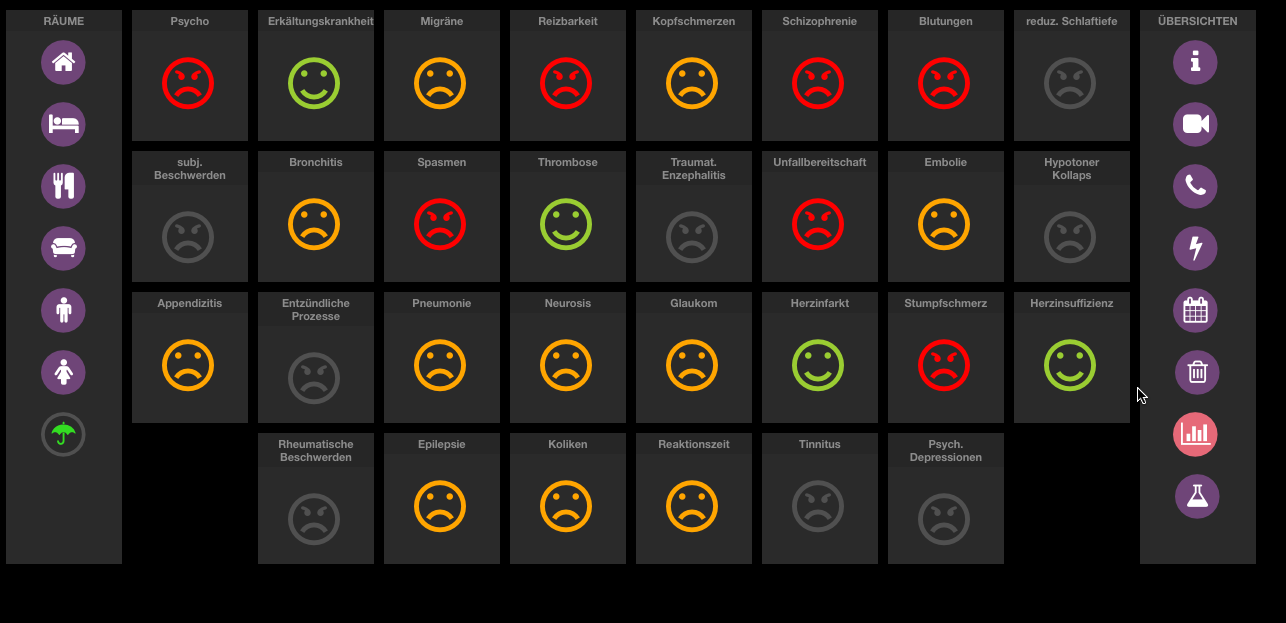 RÄUME
Psycho
Erkältungskrankheit
Migräne
Reizbarkeit
Kopfschmerzen
Schizophrenie
Blutungen
reduz. Schlaftiefe
ÜBERSICHTEN
subj.
Beschwerden
Bronchitis
Spasmen
Thrombose
Traumat.
Enzephalitis
Unfallbereitschaft
Embolie
Hypotoner
Kollaps
Appendizitis
Entzündliche
Prozesse
Pneumonie
Neurosis
Glaukom
Herzinfarkt
Stumpfschmerz
Herzinsuffizienz
Rheumatische
Beschwerden
Epilepsie
Koliken
Reaktionszeit
Tinnitus
Psych.
Depressionen